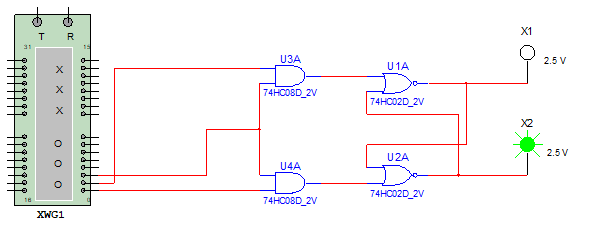 T R
31 15
X
X
X
O
O
O
16 0
XWG1
U3A
74HC08D_2V
U1A
74HC02D_2V
X1
2.5 V
X2
2.5 V
U4A
74HC08D_2V
U2A
74HC02D_2V